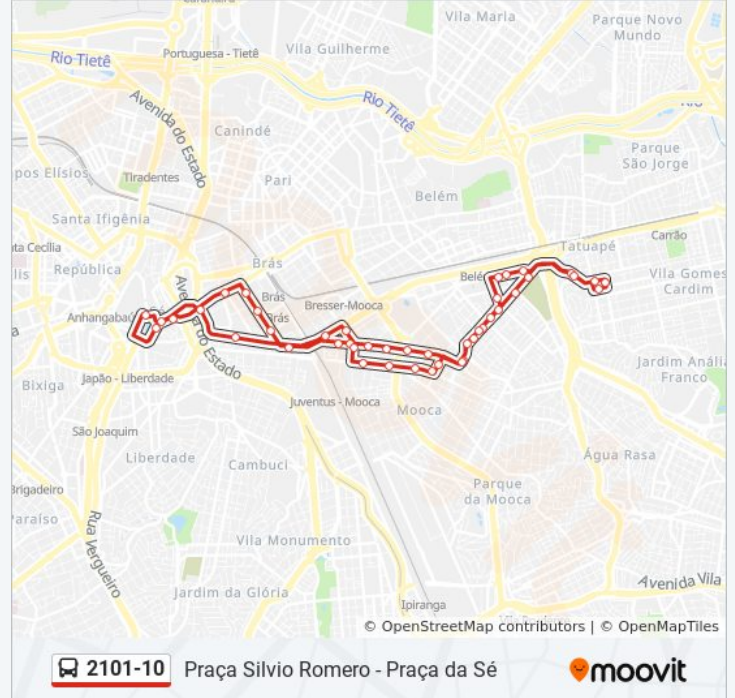 Vila Maria
Parque Novo
Mundo
Portuguesa - Tietê
Vila Guilherme
Rio Tietê
Rio Tietê
Avenida do Estado
Canindé
Parque
São Jorge
pos Elísios
Tiradentes
Pari
Belém
Santa Ifigênia
Carrão
ta Cecília
Tatuapé
República
Brás
Belé
Vila Gomes
Cardim
lis
Brás
Brás
Bresser-Mooca
Anhangabaú
Avenida do Estado
a
Jardim Anália
Franco
Japão - Liberdade
Bixiga
Juventus - Mooca
Mooca
São Joaquim
Liberdade
Cambuci
Água Rasa
Brigadeiro
Parque
da Mooca
Paraíso
Rua Vergueiro
Vila Monumento
Jardim da Glória
Avenida Vila
Ipiranga
© OpenStreetMap contributors | © OpenMapTiles
2101-10 Praça Silvio Romero - Praça da Sé
moovit